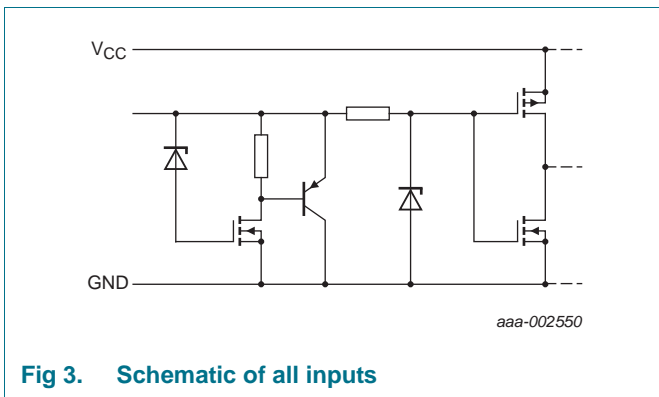 VCC
GND
aaa-002550
Fig 3. Schematic of all inputs